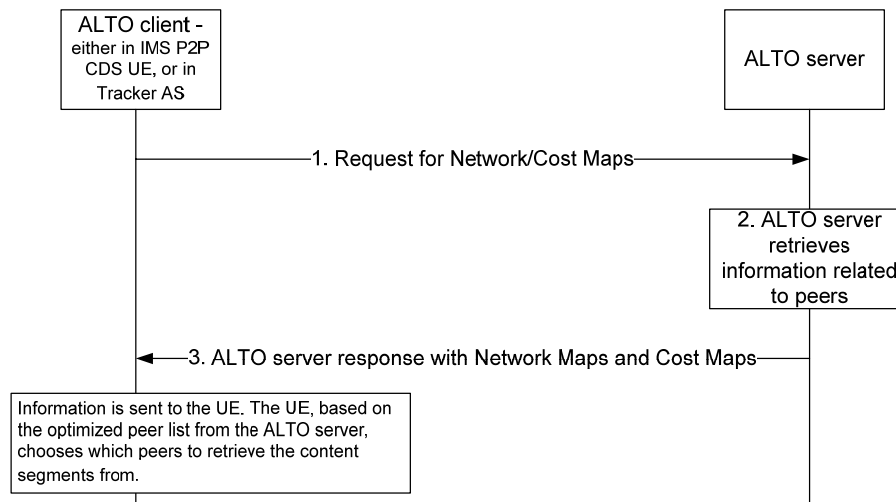 ALTO client -
either in IMS P2P
CDS UE, or in
Tracker AS
ALTO server
1. Request for Network/Cost Maps
2. ALTO server
retrieves
information related
to peers
3. ALTO server response with Network Maps and Cost Maps
Information is sent to the UE. The UE, based on
the optimized peer list from the ALTO server,
chooses which peers to retrieve the content
segments from.